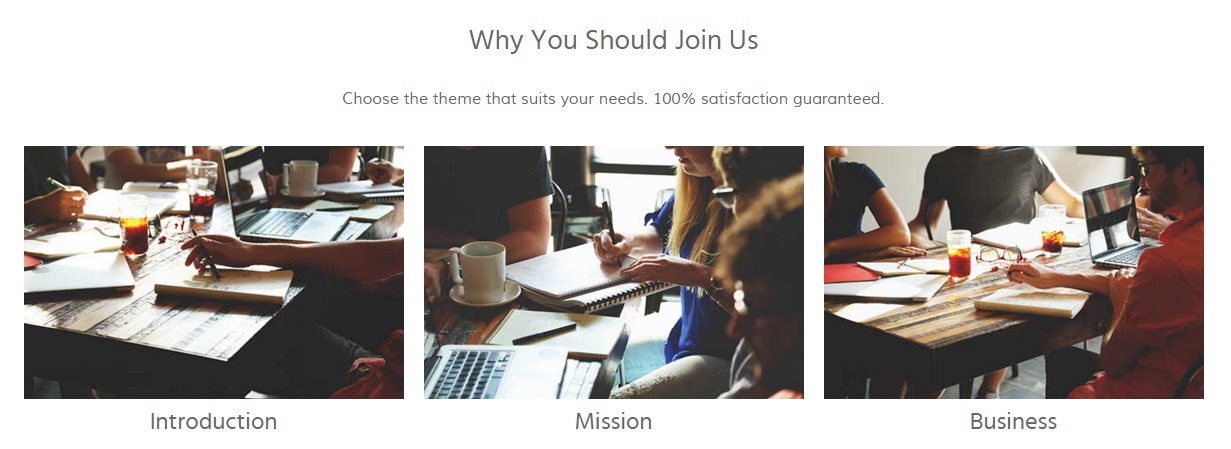 Why You Should Join Us
Choose the theme that suits your needs. 100% satisfaction guaranteed.
Introduction
Mission
Business